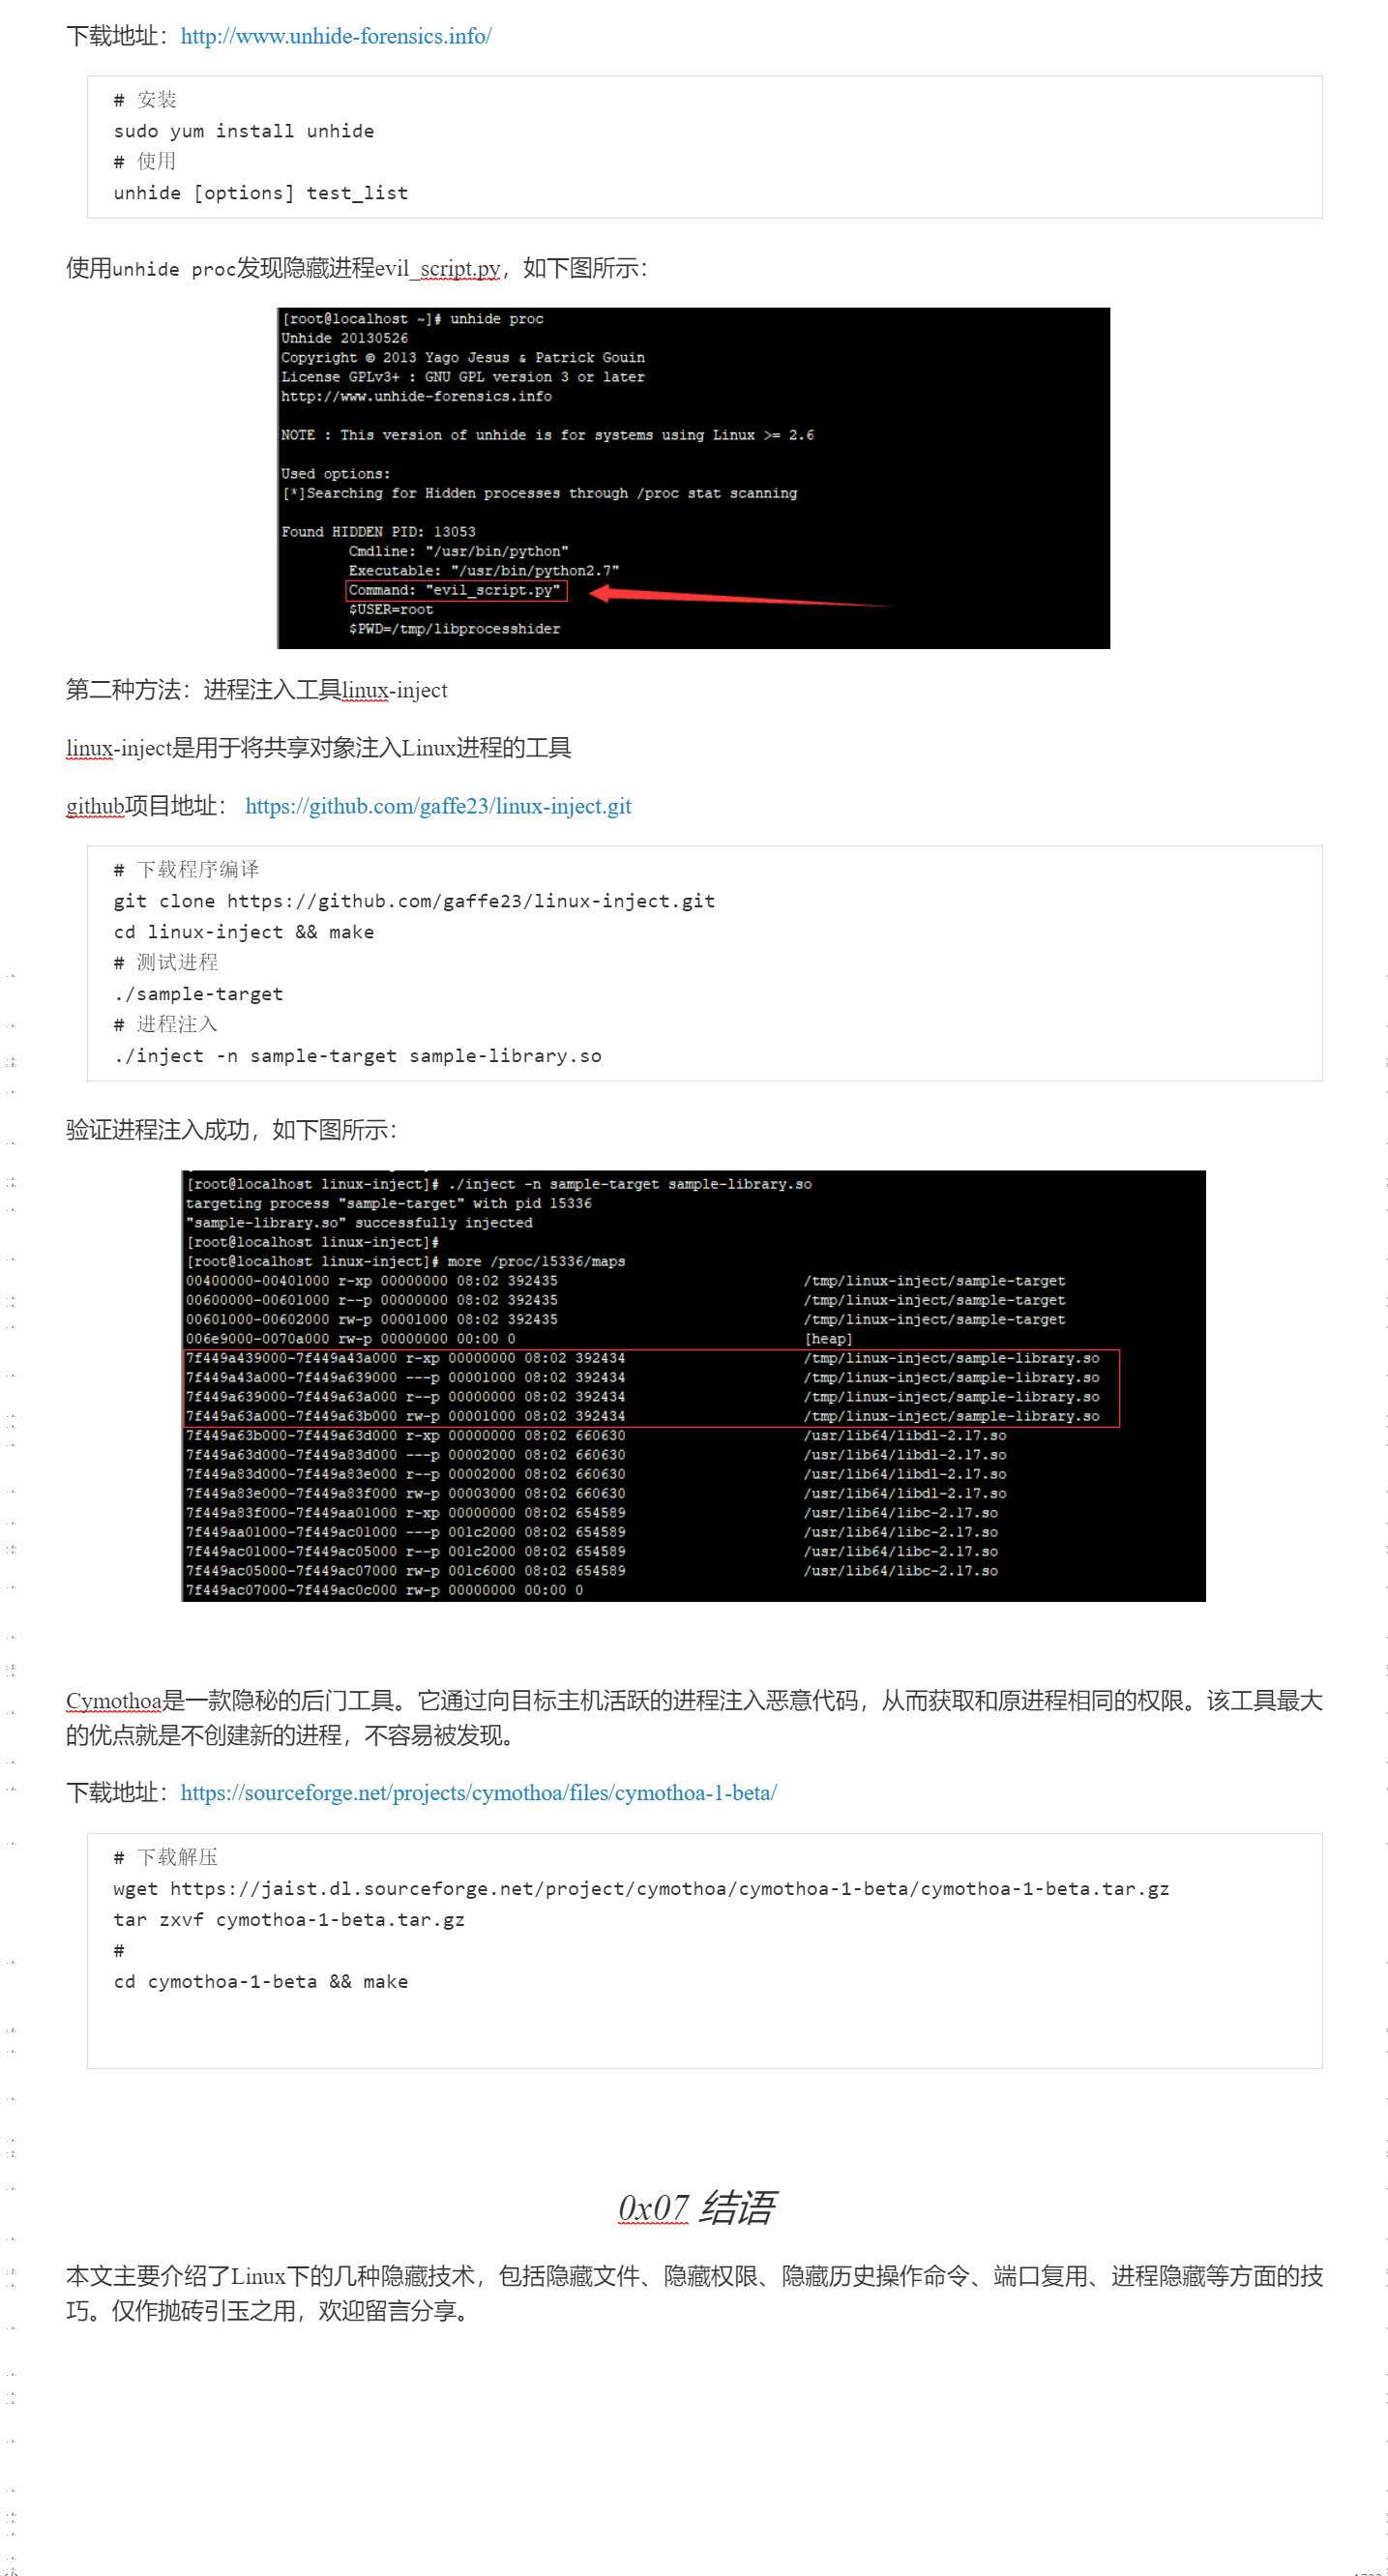 下载地址：http://www.unhide-forensics.info/
# 安装
sudo yum install unhide
# 使用
unhide [options] test_list
使用unhide proc发现隐藏进程evil_script.py，如下图所示：
[root@localhost ~]# unhide proc
Unhide 20130526
Copyright © 2013 Yago Jesus & Patrick Gouin
License GPLv3+ : GNU GPL version 3 or later
http://www.unhide-forensics.info
NOTE : This version of unhide is for systems using Linux >= 2.6
Used options:
[*]Searching for Hidden processes through /proc stat scanning
Found HIDDEN PID: 13053
Cmdline: "/usr/bin/python"
Executable: "/usr/bin/python2.7"
Command: "evil_script.py"
$USER=root
$PWD=/tmp/libprocesshider
第二种方法：进程注入工具linux-inject
linux-inject是用于将共享对象注入Linux进程的工具
github项目地址： https://github.com/gaffe23/linux-inject.git
# 下载程序编译
git clone https://github.com/gaffe23/linux-inject.git
cd linux-inject && make
# 测试进程
./sample-target
# 进程注入
./inject -n sample-target sample-library.so
验证进程注入成功，如下图所示：
[root@localhost linux-inject]# ./inject -n sample-target sample-library.so
targeting process "sample-target" with pid 15336
"sample-library.so" successfully injected
[root@localhost linux-inject]#
[root@localhost linux-inject]# more /proc/15336/maps
00400000-00401000 r-xp 00000000 08:02 392435 /tmp/linux-inject/sample-target
00600000-00601000 r--p 00000000 08:02 392435 /tmp/linux-inject/sample-target
00601000-00602000 rw-p 00001000 08:02 392435 /tmp/linux-inject/sample-target
006e9000-0070a000 rw-p 00000000 00:00 0 [heap]
7f449a439000-7f449a43a000 r-xp 00000000 08:02 392434 /tmp/linux-inject/sample-library.so
7f449a43a000-7f449a639000 ---p 00001000 08:02 392434 /tmp/linux-inject/sample-library.so
7f449a639000-7f449a63a000 r--p 00000000 08:02 392434 /tmp/linux-inject/sample-library.so
7f449a63a000-7f449a63b000 rw-p 00001000 08:02 392434 /tmp/linux-inject/sample-library.so
7f449a63b000-7f449a63d000 r-xp 00000000 08:02 660630 /usr/lib64/libdl-2.17.so
7f449a63d000-7f449a83d000 ---p 00002000 08:02 660630 /usr/lib64/libdl-2.17.so
7f449a83d000-7f449a83e000 r--p 00002000 08:02 660630 /usr/lib64/libdl-2.17.so
7f449a83e000-7f449a83f000 rw-p 00003000 08:02 660630 /usr/lib64/libdl-2.17.so
7f449a83f000-7f449aa01000 r-xp 00000000 08:02 654589 /usr/lib64/libc-2.17.so
7f449aa01000-7f449ac01000 ---p 001c2000 08:02 654589 /usr/lib64/libc-2.17.so
7f449ac01000-7f449ac05000 r--p 001c2000 08:02 654589 /usr/lib64/libc-2.17.so
7f449ac05000-7f449ac07000 rw-p 001c6000 08:02 654589 /usr/lib64/libc-2.17.so
7f449ac07000-7f449ac0c000 rw-p 00000000 00:00 0
Cymothoa是一款隐秘的后门工具。它通过向目标主机活跃的进程注入恶意代码，从而获取和原进程相同的权限。该工具最大
的优点就是不创建新的进程，不容易被发现。
下载地址：https://sourceforge.net/projects/cymothoa/files/cymothoa-1-beta/
# 下载解压
wget https://jaist.dl.sourceforge.net/project/cymothoa/cymothoa-1-beta/cymothoa-1-beta.tar.gz
tar zxvf cymothoa-1-beta.tar.gz
#
cd cymothoa-1-beta && make
0x07 结语
本文主要介绍了Linux下的几种隐藏技术，包括隐藏文件、隐藏权限、隐藏历史操作命令、端口复用、进程隐藏等方面的技
巧。仅作抛砖引玉之用，欢迎留言分享。